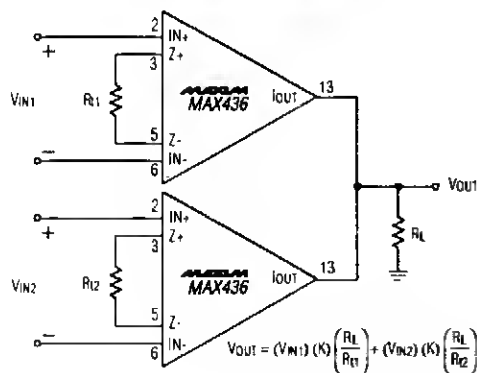 2
IN+
+
3
Z+
13
VIN1
Rt1
MAXIM
MAX436
IOUT
5
Z-
−
IN-
6
VOUT
2
IN+
+
3
Z+
RL
13
VIN2
Rt2
MAXIM
MAX436
IOUT
5
Z-
−
IN-
6
VOUT = (VIN1) (K) (RL/Rt1) + (VIN2) (K) (RL/Rt2)